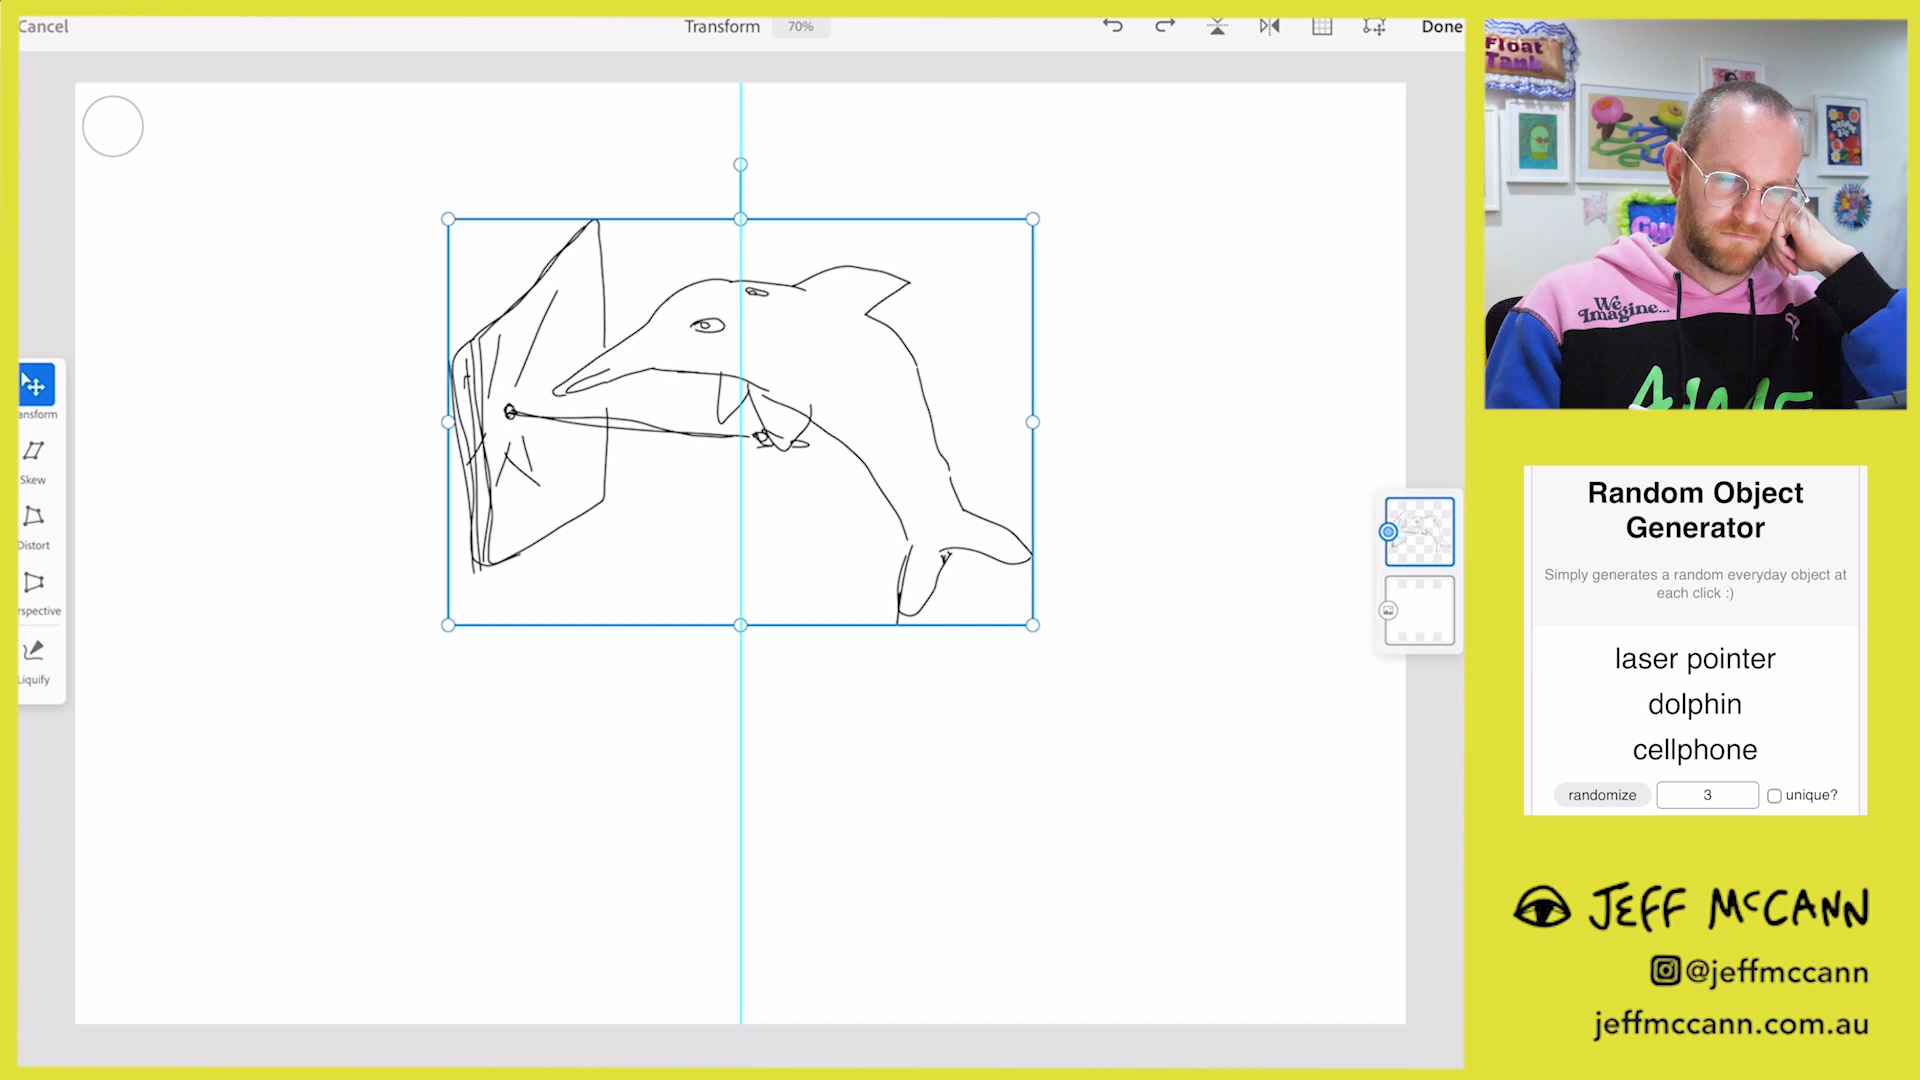 Cancel
Transform 70%
Done
ansform
Skew
Distort
rspective
Liquify
Float
Tank
We
Imagine...
Random Object
Generator
Simply generates a random everyday object at
each click :)
laser pointer
dolphin
cellphone
randomize 3 unique?
JEFF McCANN
@jeffmccann
jeffmccann.com.au